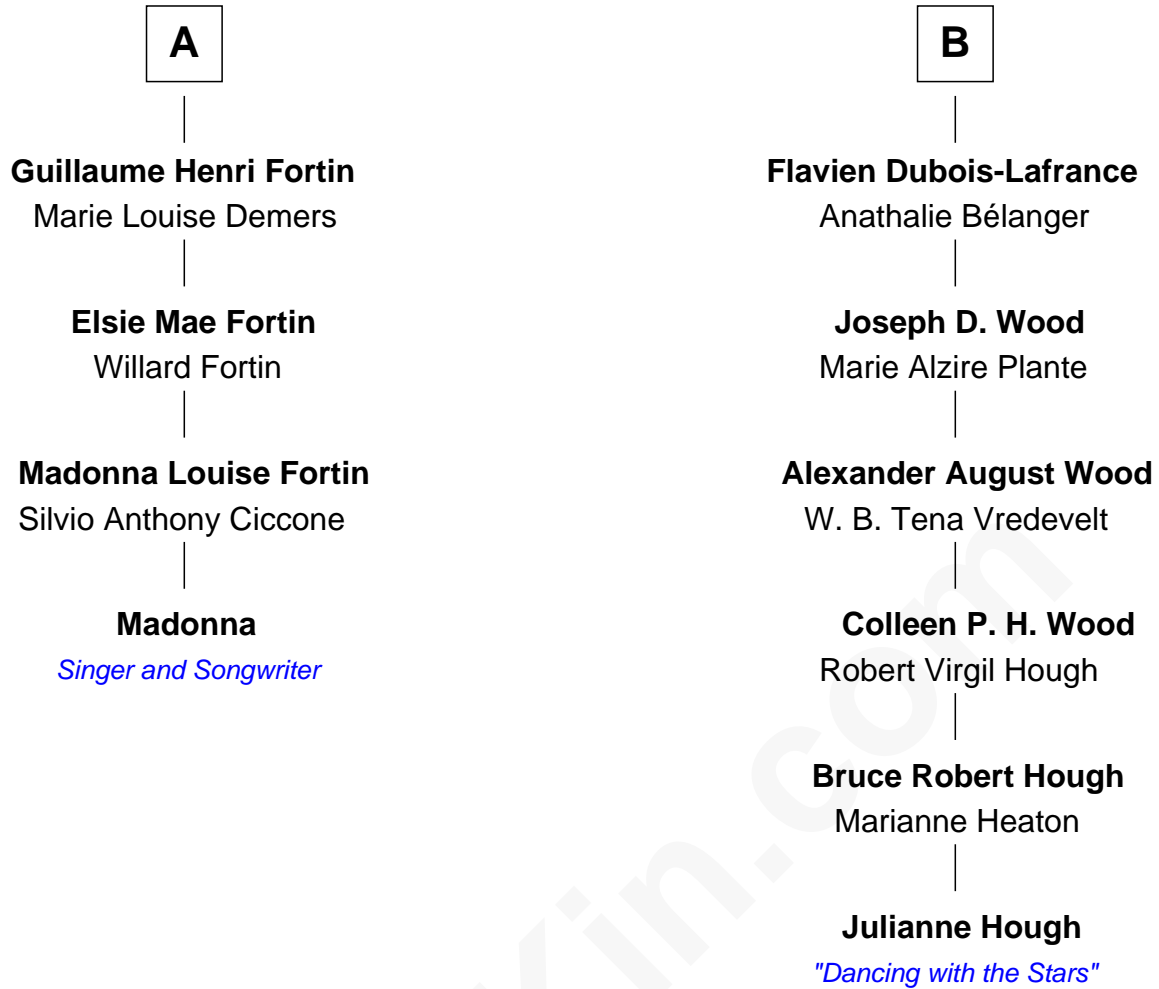 A
Guillaume Henri Fortin
Marie Louise Demers
Elsie Mae Fortin
Willard Fortin
Madonna Louise Fortin
Silvio Anthony Ciccone
Madonna
Singer and Songwriter
B
Flavien Dubois-Lafrance
Anathalie Bélanger
Joseph D. Wood
Marie Alzire Plante
Alexander August Wood
W. B. Tena Vredevelt
Colleen P. H. Wood
Robert Virgil Hough
Bruce Robert Hough
Marianne Heaton
Julianne Hough
"Dancing with the Stars"
Kin.com